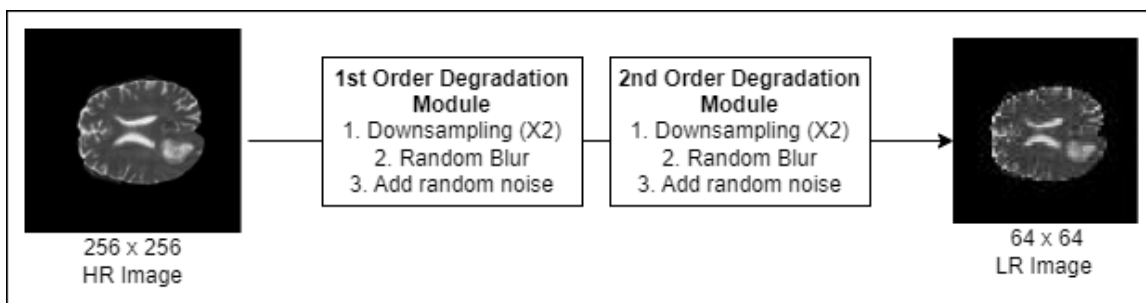 256 x 256
HR Image
1st Order Degradation
Module
1. Downsampling (X2)
2. Random Blur
3. Add random noise
2nd Order Degradation
Module
1. Downsampling (X2)
2. Random Blur
3. Add random noise
64 x 64
LR Image